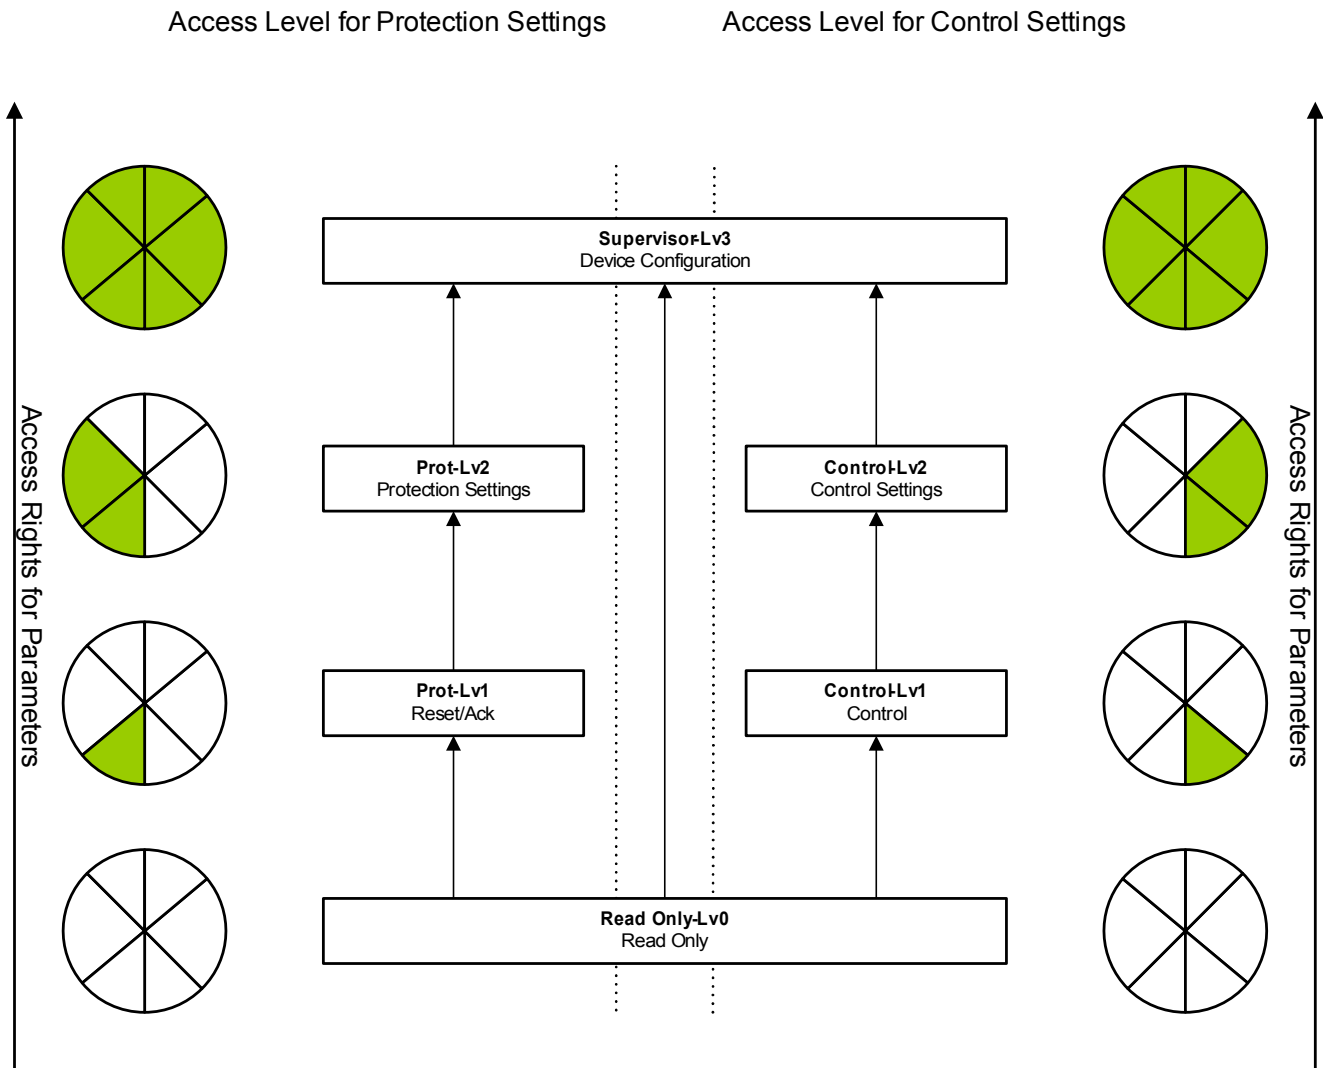 Access Level for Protection Settings
Access Level for Control Settings
Supervisor-Lv3
Device Configuration
Access Rights for Parameters
Access Rights for Parameters
Prot-Lv2
Protection Settings
Control-Lv2
Control Settings
Prot-Lv1
Reset/Ack
Control-Lv1
Control
Read Only-Lv0
Read Only